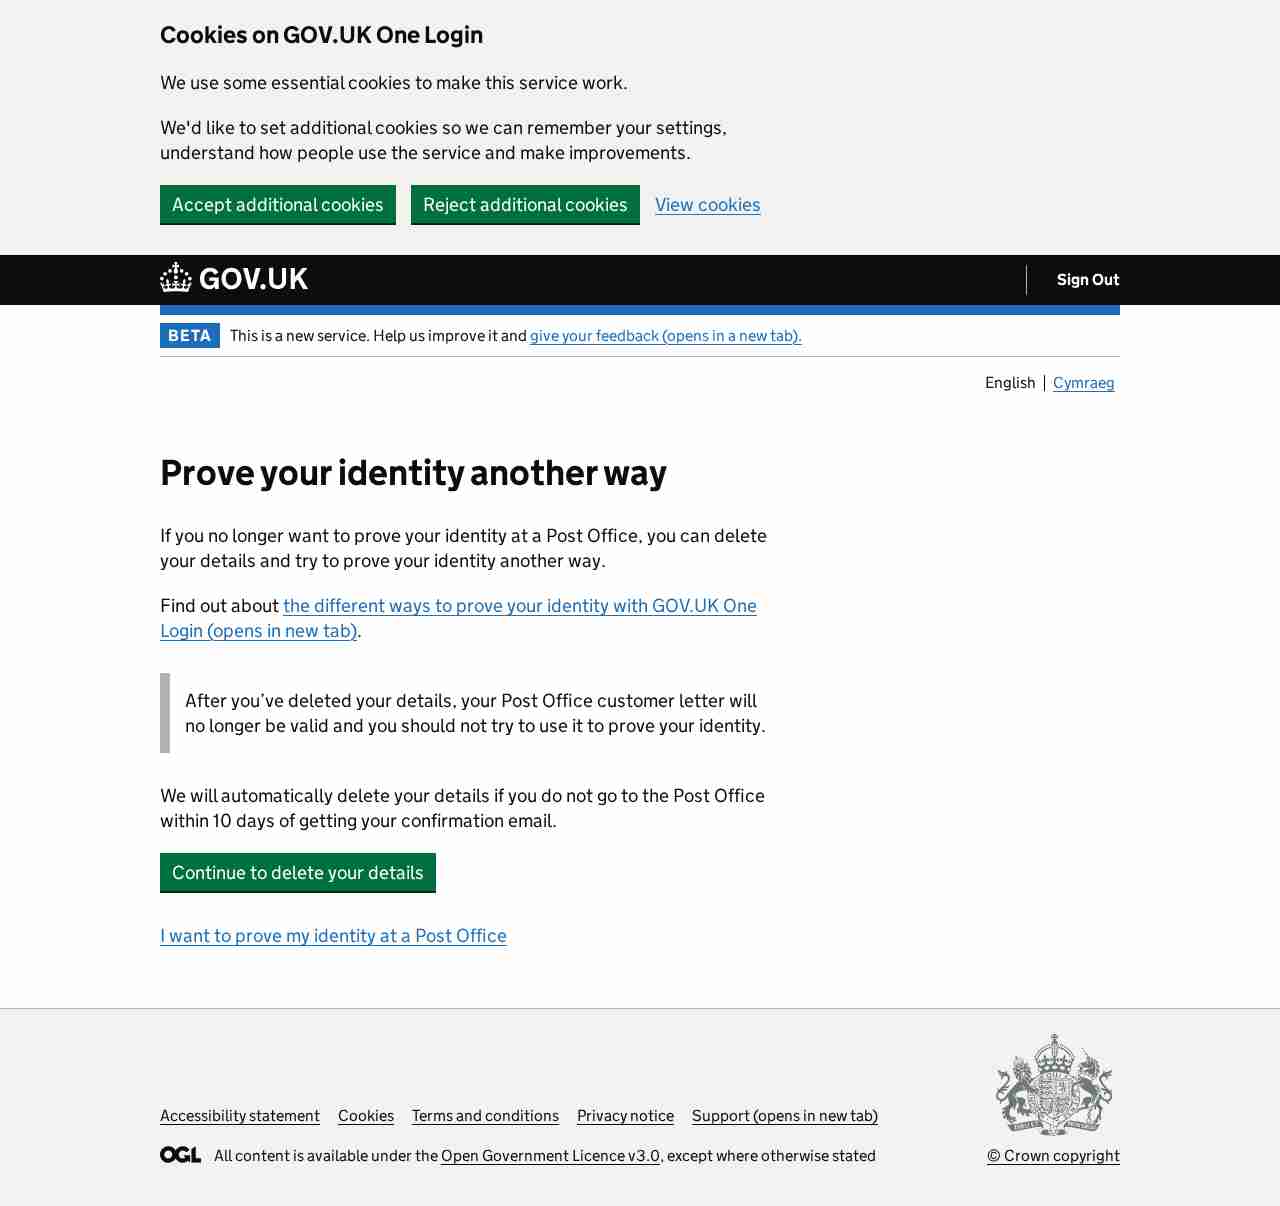 Cookies on GOV.UK One Login
We use some essential cookies to make this service work.
We'd like to set additional cookies so we can remember your settings,
understand how people use the service and make improvements.
Accept additional cookies Reject additional cookies View cookies
GOV.UK Sign Out
BETA This is a new service. Help us improve it and give your feedback (opens in a new tab).
English Cymraeg
Prove your identity another way
If you no longer want to prove your identity at a Post Office, you can delete
your details and try to prove your identity another way.
Find out about the different ways to prove your identity with GOV.UK One
Login (opens in new tab).
After you’ve deleted your details, your Post Office customer letter will
no longer be valid and you should not try to use it to prove your identity.
We will automatically delete your details if you do not go to the Post Office
within 10 days of getting your confirmation email.
Continue to delete your details
I want to prove my identity at a Post Office
Accessibility statement Cookies Terms and conditions Privacy notice Support (opens in new tab)
OGL All content is available under the Open Government Licence v3.0, except where otherwise stated
© Crown copyright